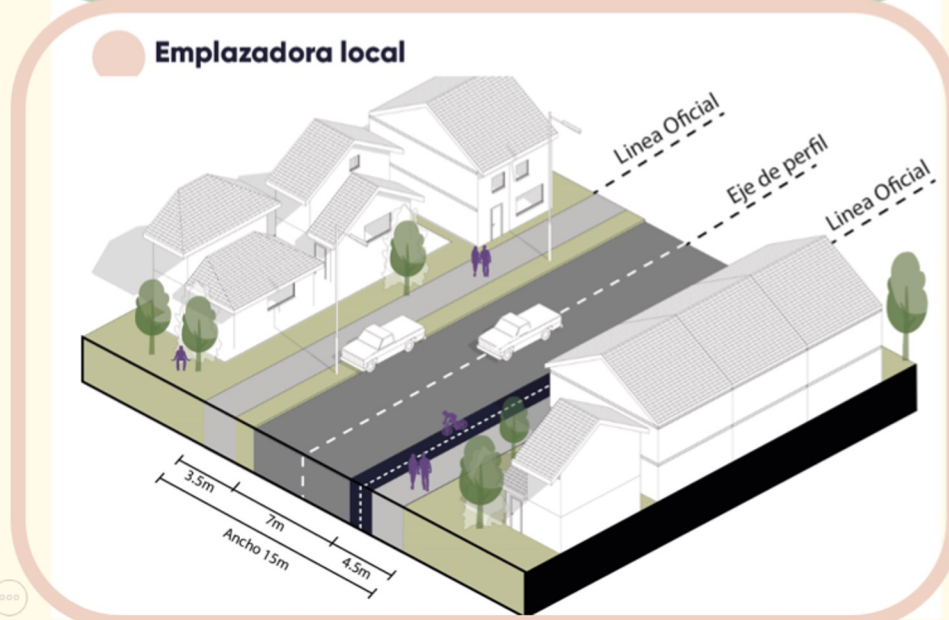 Emplazadora local
Linea Oficial
Eje de perfil
Linea Oficial
3.5m
7m
4.5m
Ancho 15m